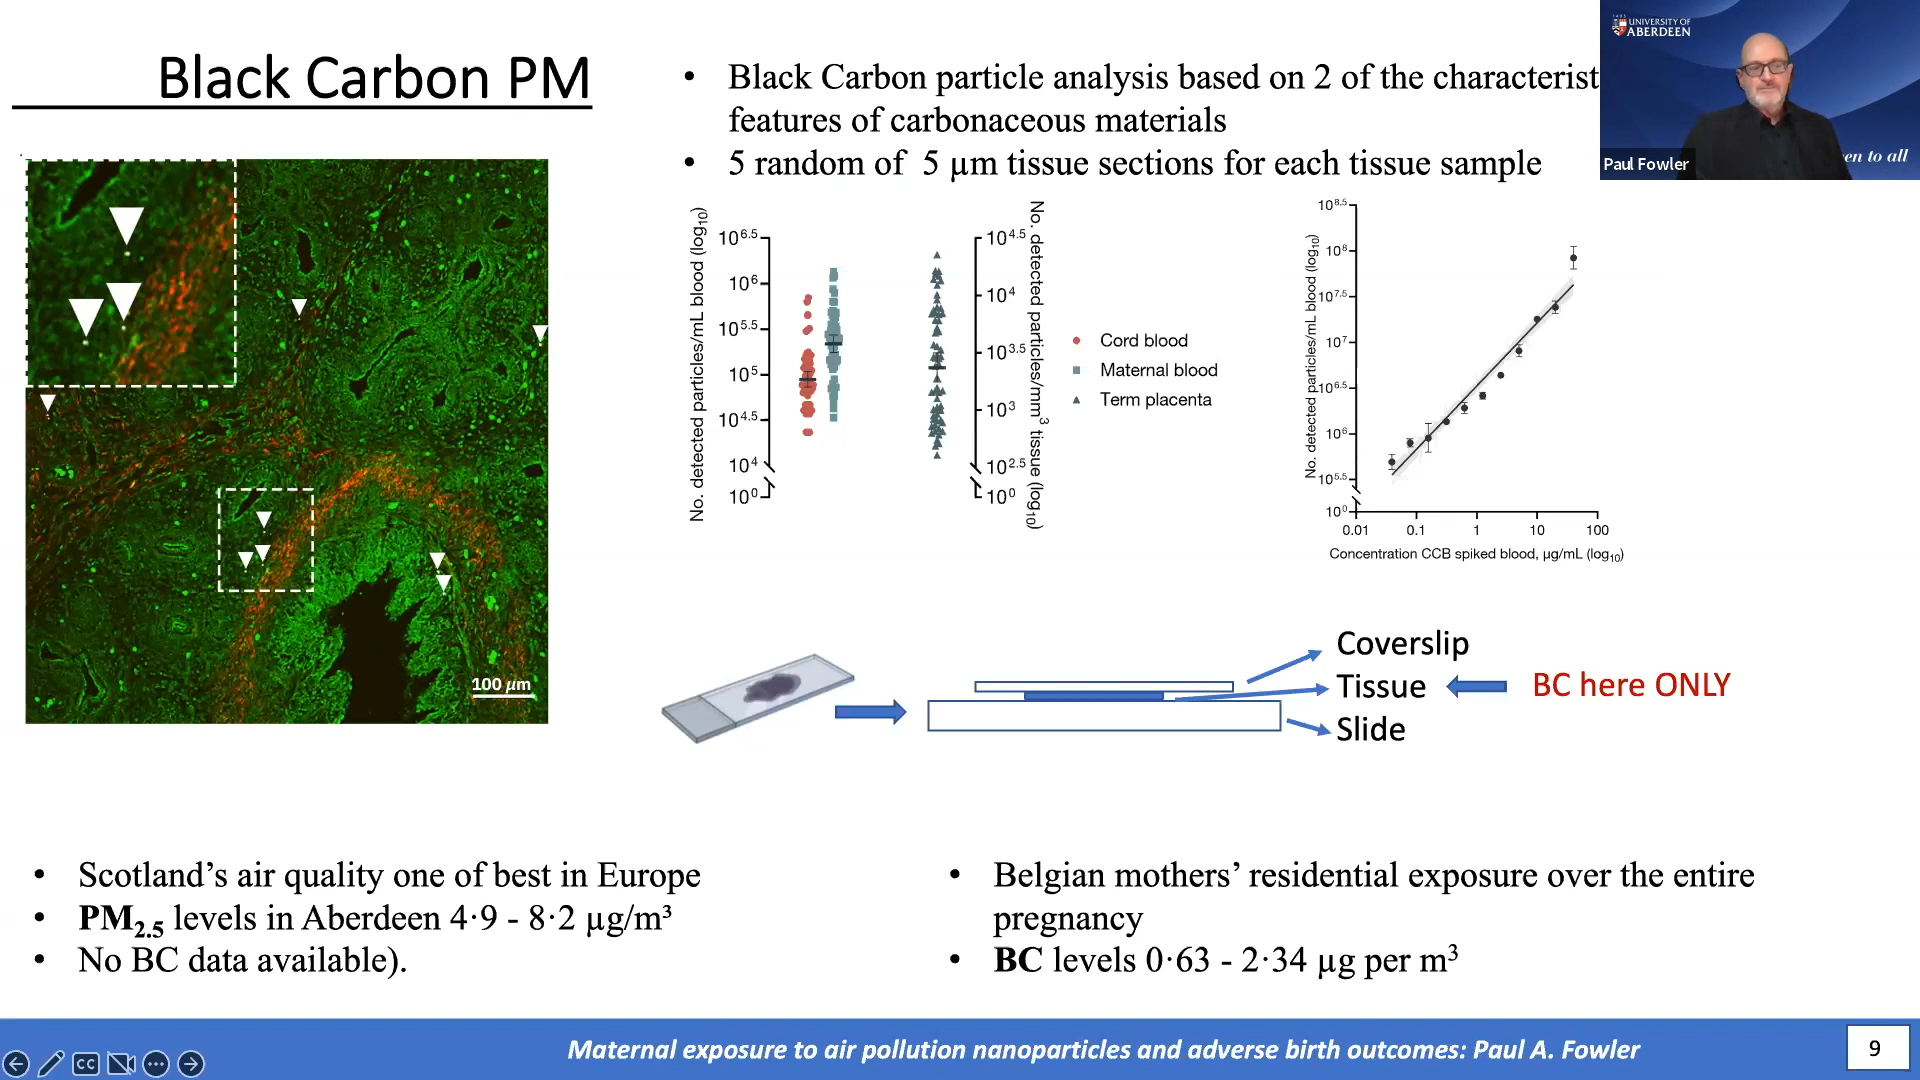 Black Carbon PM
• Black Carbon particle analysis based on 2 of the characterist
features of carbonaceous materials
• 5 random of 5 µm tissue sections for each tissue sample
1495
UNIVERSITY OF
ABERDEEN
en to all
Paul Fowler
100 µm
No. detected particles/mL blood (log10)
10^6.5
10^6
10^5.5
10^5
10^4.5
10^4
10^0
10^4.5
10^4
10^3.5
10^3
10^2.5
10^0
No. detected particles/mm³ tissue (log10)
Cord blood
Maternal blood
Term placenta
No. detected particles/mL blood (log10)
10^8.5
10^8
10^7.5
10^7
10^6.5
10^6
10^5.5
10^0
0.01 0.1 1 10 100
Concentration CCB spiked blood, µg/mL (log10)
Coverslip
Tissue
BC here ONLY
Slide
• Scotland’s air quality one of best in Europe
• PM2.5 levels in Aberdeen 4·9 - 8·2 µg/m³
• No BC data available).
• Belgian mothers’ residential exposure over the entire
pregnancy
• BC levels 0·63 - 2·34 µg per m³
Maternal exposure to air pollution nanoparticles and adverse birth outcomes: Paul A. Fowler
9
CC